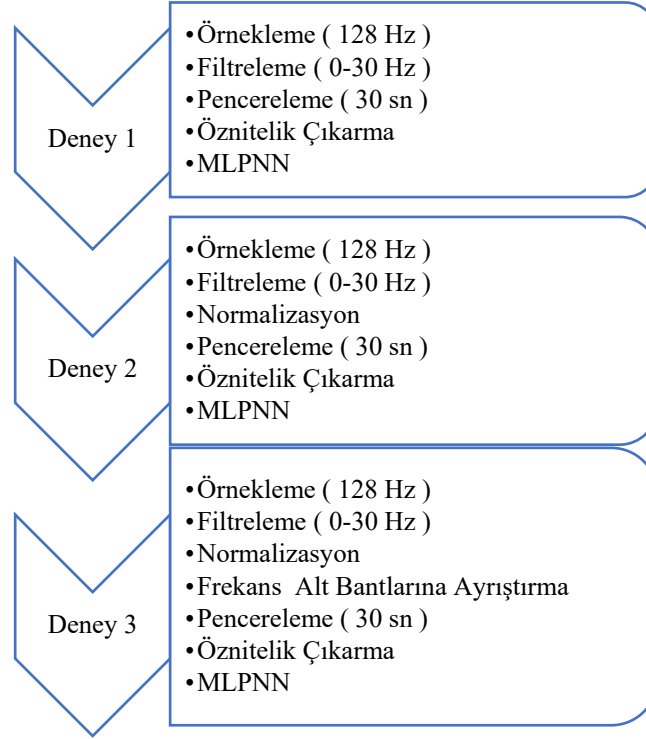 Deney 1
•Örnekleme ( 128 Hz )
•Filtreleme ( 0-30 Hz )
•Pencereleme ( 30 sn )
•Öznitelik Çıkarma
•MLPNN
Deney 2
•Örnekleme ( 128 Hz )
•Filtreleme ( 0-30 Hz )
•Normalizasyon
•Pencereleme ( 30 sn )
•Öznitelik Çıkarma
•MLPNN
Deney 3
•Örnekleme ( 128 Hz )
•Filtreleme ( 0-30 Hz )
•Normalizasyon
•Frekans  Alt Bantlarına Ayrıştırma
•Pencereleme ( 30 sn )
•Öznitelik Çıkarma
•MLPNN